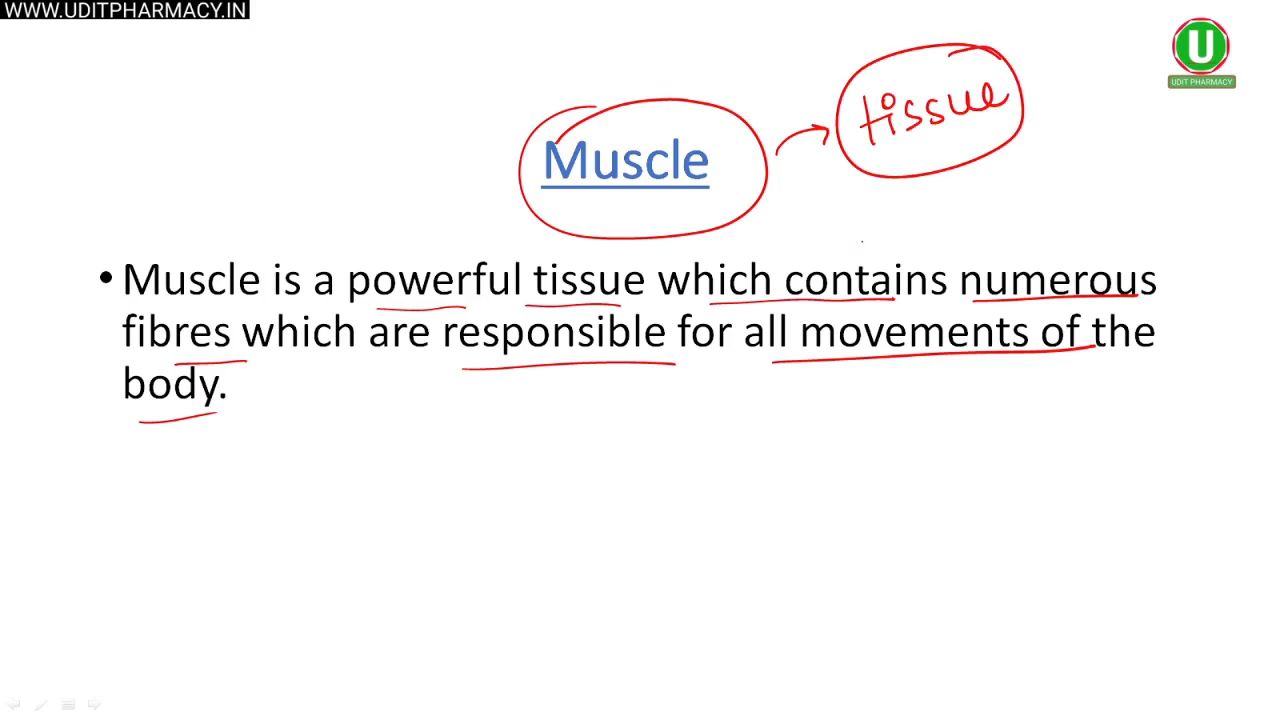 WWW.UDITPHARMACY.IN
U
UDIT PHARMACY
tissue
Muscle
• Muscle is a powerful tissue which contains numerous
fibres which are responsible for all movements of the
body.